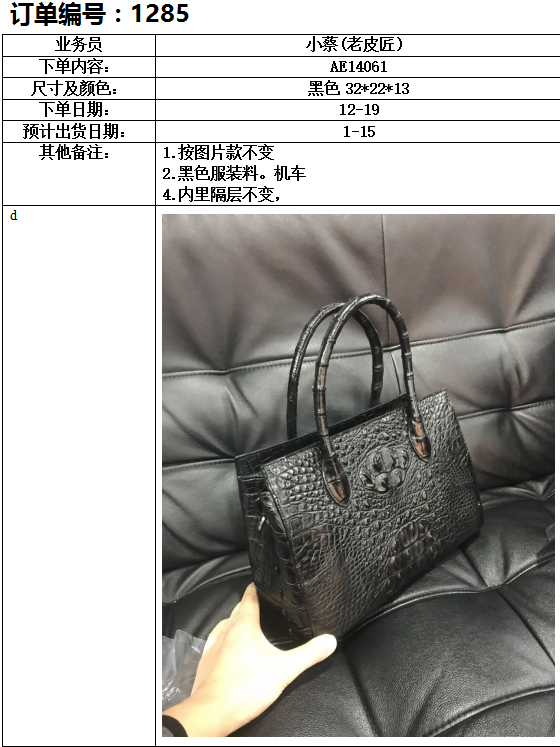 订单编号：1285
业务员 小蔡(老皮匠)
下单内容： AE14061
尺寸及颜色： 黑色 32*22*13
下单日期： 12-19
预计出货日期： 1-15
其他备注： 1.按图片款不变
2.黑色服装料。机车
4.内里隔层不变，
d